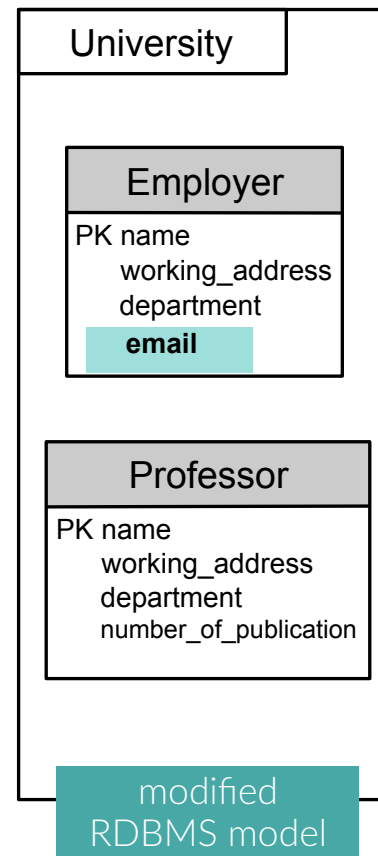 University
Employer
PK name
working_address
department
email
Professor
PK name
working_address
department
number_of_publication
modified
RDBMS model